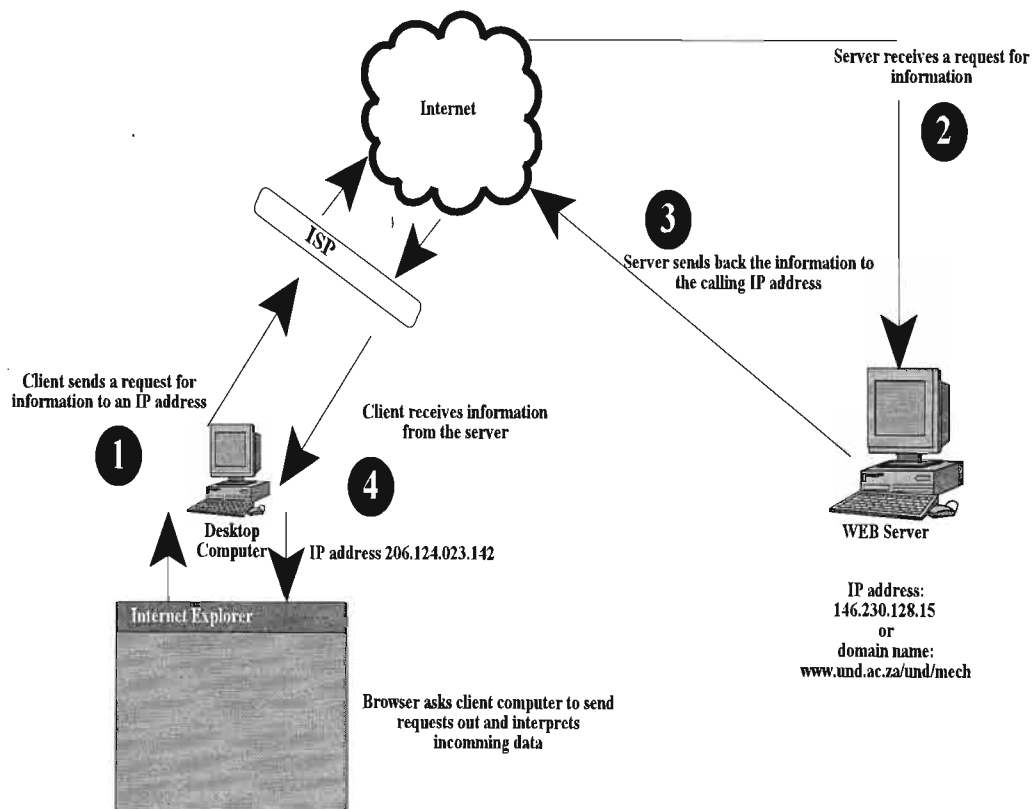 Internet
Server receives a request for
information
2
ISP
3
Server sends back the information to
the calling IP address
Client sends a request for
information to an IP address
1
Client receives information
from the server
4
Desktop
Computer
IP address 206.124.023.142
WEB Server
IP address:
146.230.128.15
or
domain name:
www.und.ac.za/und/mech
Internet Explorer
Browser asks client computer to send
requests out and interprets
incomming data